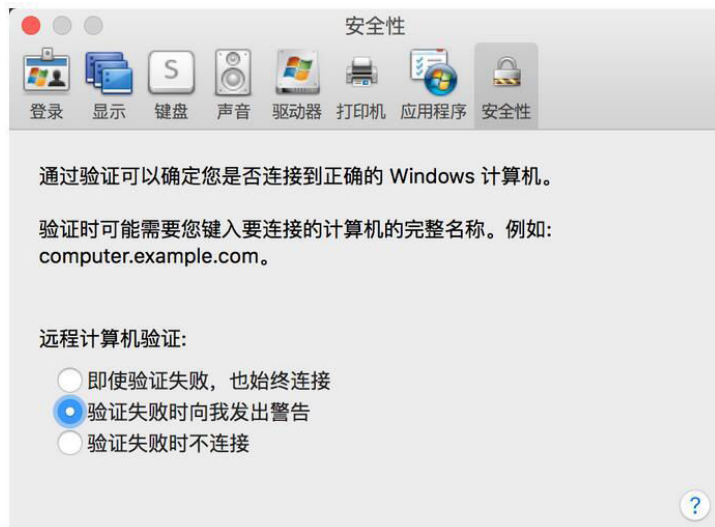 安全性
登录 显示 键盘 声音 驱动器 打印机 应用程序 安全性
通过验证可以确定您是否连接到正确的 Windows 计算机。
验证时可能需要您键入要连接的计算机的完整名称。例如:
computer.example.com。
远程计算机验证:
即使验证失败，也始终连接
验证失败时向我发出警告
验证失败时不连接
?